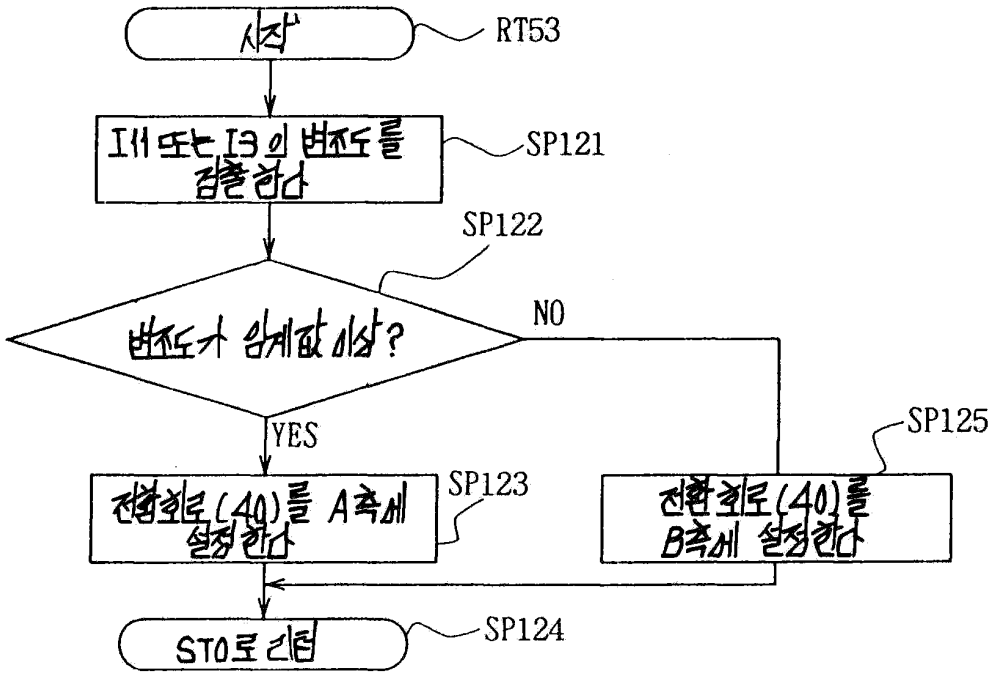 시작
RT53
I11 또는 I3의 변조도를
검출한다
SP121
SP122
변조도가 임계값 이상?
NO
YES
SP125
전환회로(40)를 A측에
설정한다
SP123
전환회로(40)를
B측에 설정한다
ST0로 리턴
SP124